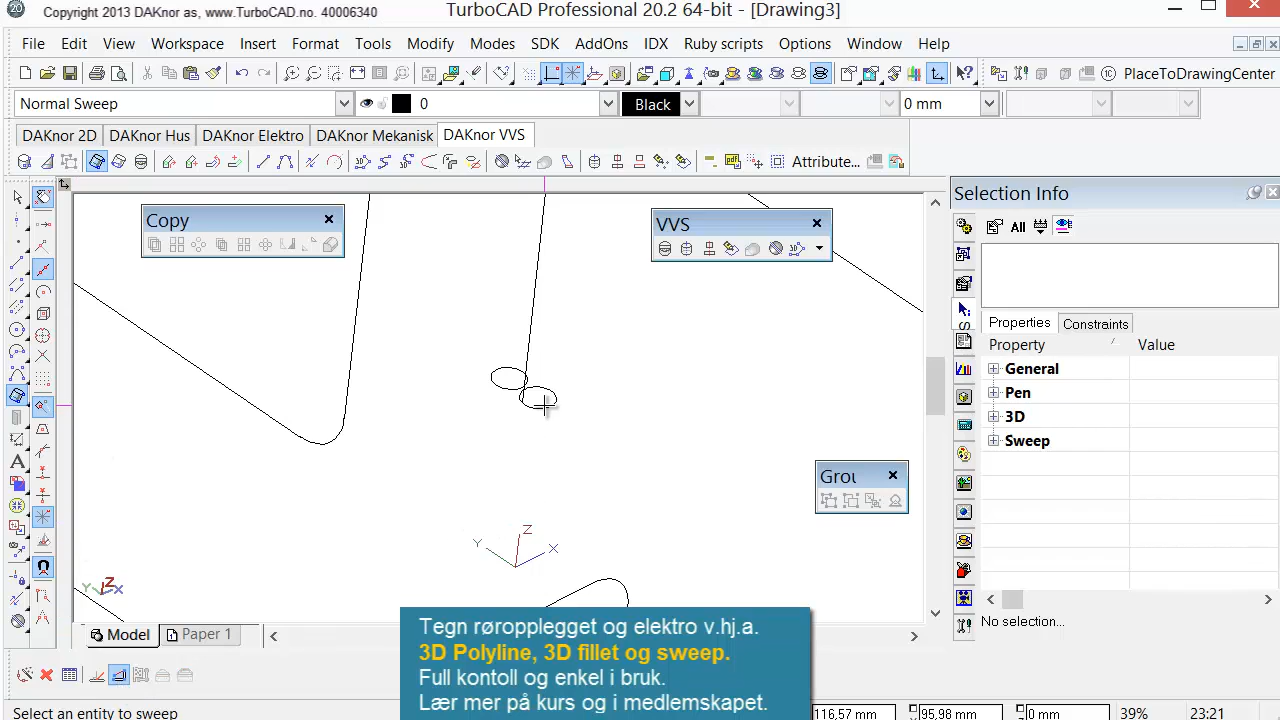 Copyright 2013 DAKnor as, www.TurboCAD.no. 40006340
TurboCAD Professional 20.2 64-bit - [Drawing3]
File Edit View Workspace Insert Format Tools Modify Modes SDK AddOns IDX Ruby scripts Options Window Help
PlaceToDrawingCenter
Normal Sweep 0 Black 0 mm
DAKnor 2D DAKnor Hus DAKnor Elektro DAKnor Mekanisk DAKnor VVS
Attribute...
Selection Info
Copy
VVS
All
Properties Constraints
Property Value
General
Pen
3D
Sweep
Grou
Z
Y X
Y Z X
No selection...
Model Paper 1
Tegn røropplegget og elektro v.hj.a.
3D Polyline, 3D fillet og sweep.
Full kontoll og enkel i bruk.
Lær mer på kurs og i medlemskapet.
Select an entity to sweep
116,57 mm 95,98 mm 0 mm 39% 23:21